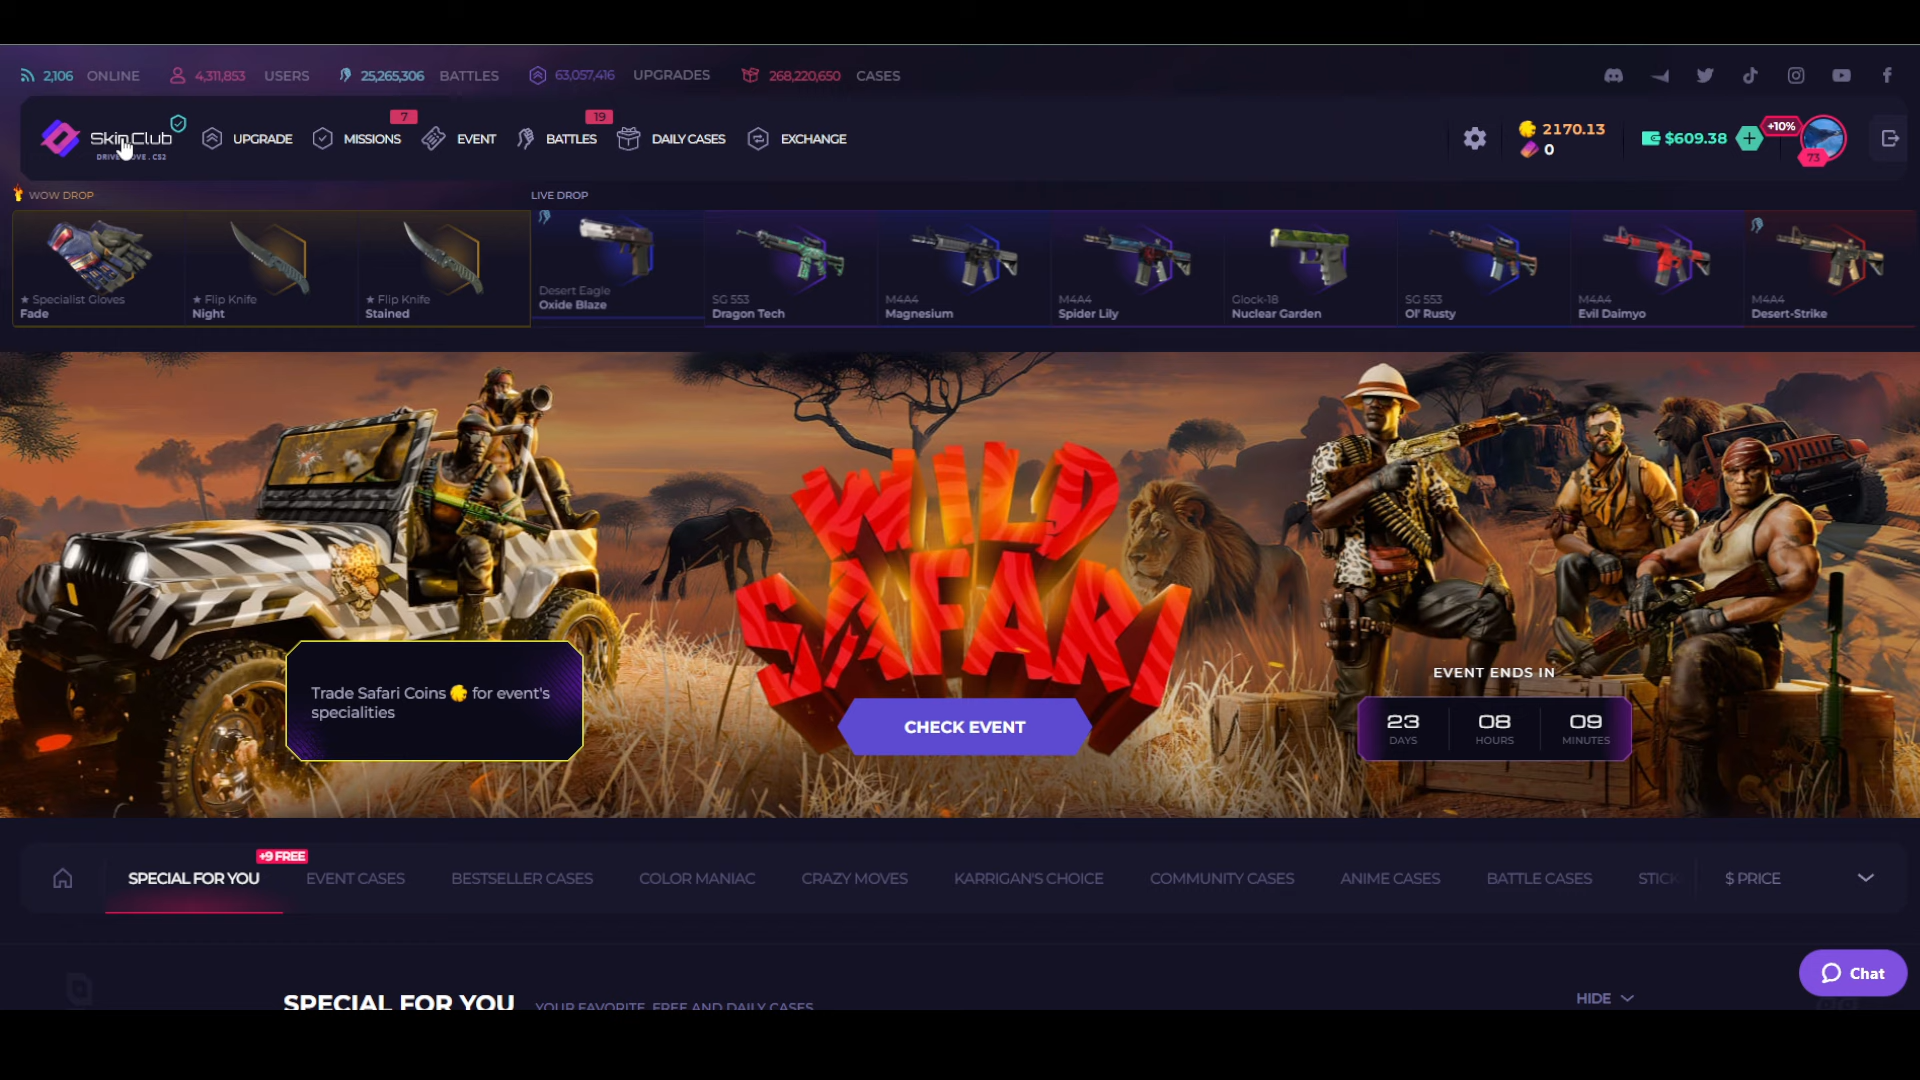 2,106 ONLINE 4,311,853 USERS 25,265,306 BATTLES 63,057,416 UPGRADES 268,220,650 CASES
Skin.Club
UPGRADE
7
MISSIONS
EVENT
19
BATTLES
DAILY CASES
EXCHANGE
2170.13
0
$609.38
+10%
73
WOW DROP
LIVE DROP
★ Specialist Gloves
Fade
★ Flip Knife
Night
★ Flip Knife
Stained
Desert Eagle
Oxide Blaze
SG 553
Dragon Tech
M4A4
Magnesium
M4A4
Spider Lily
Glock-18
Nuclear Garden
SG 553
Ol' Rusty
M4A4
Evil Daimyo
M4A4
Desert-Strike
WILD
SAFARI
Trade Safari Coins for event's
specialities
CHECK EVENT
EVENT ENDS IN
23 08 09
DAYS HOURS MINUTES
+9 FREE
SPECIAL FOR YOU EVENT CASES BESTSELLER CASES COLOR MANIAC CRAZY MOVES KARRIGAN'S CHOICE COMMUNITY CASES ANIME CASES BATTLE CASES STICK $ PRICE
Chat
SPECIAL FOR YOU YOUR FAVORITE, FREE AND DAILY CASES HIDE